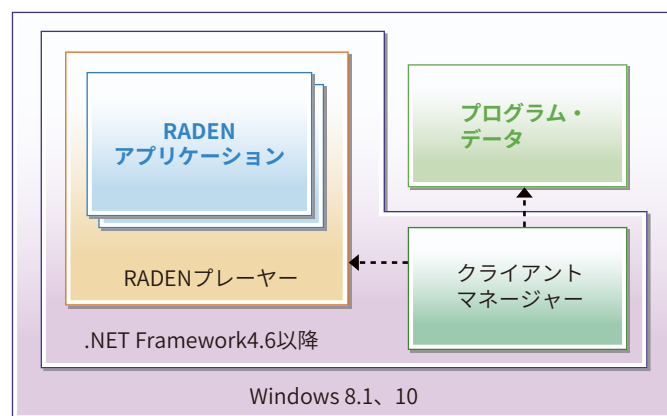 RADEN
アプリケーション
プログラム・
データ
RADENプレーヤー
クライアント
マネージャー
.NET Framework4.6以降
Windows 8.1、10